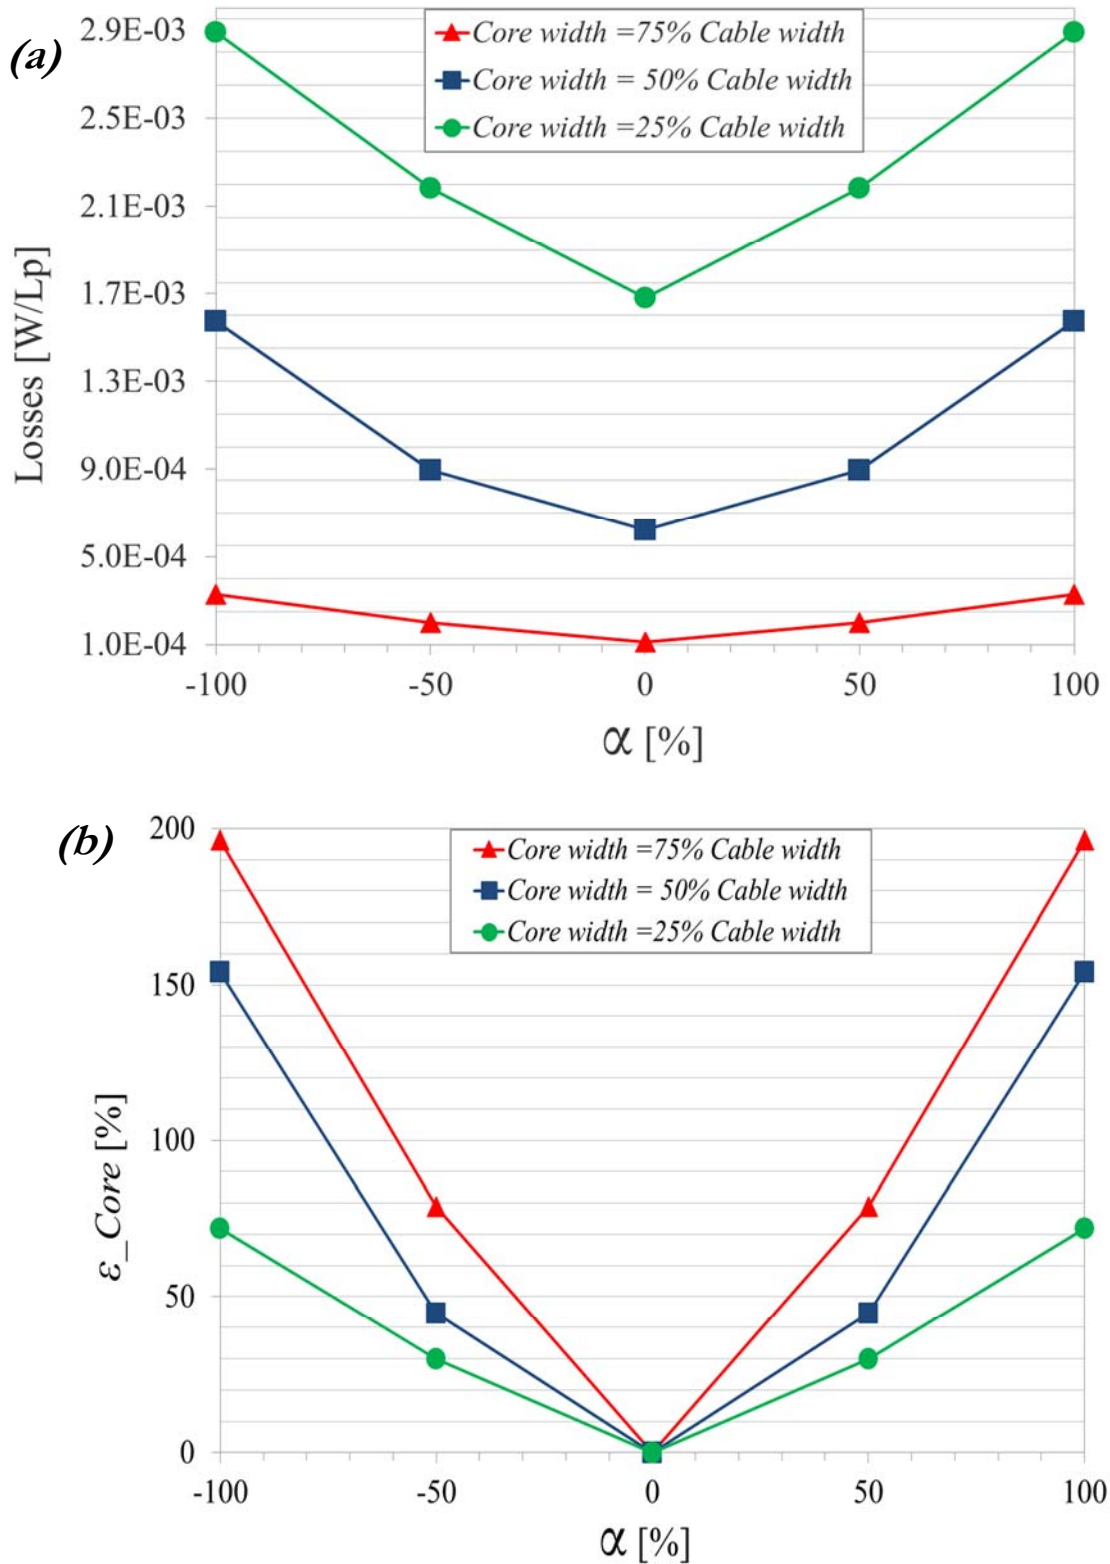 (a)
Core width =75% Cable width
Core width = 50% Cable width
Core width =25% Cable width
2.9E-03
2.5E-03
2.1E-03
1.7E-03
1.3E-03
9.0E-04
5.0E-04
1.0E-04
Losses [W/Lp]
-100 -50 0 50 100
α [%]
(b)
Core width =75% Cable width
Core width = 50% Cable width
Core width =25% Cable width
200
150
100
50
0
ε_Core [%]
-100 -50 0 50 100
α [%]